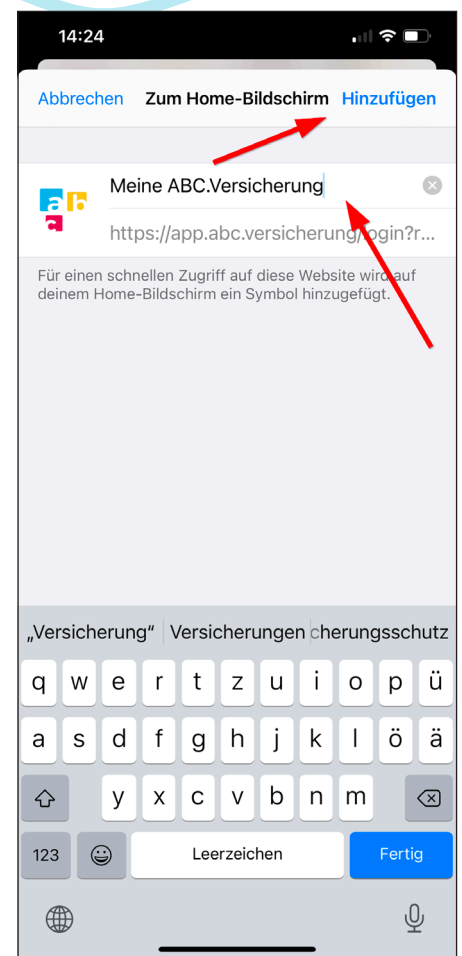 14:24
Abbrechen Zum Home-Bildschirm Hinzufügen
ab
a
Meine ABC.Versicherung
https://app.abc.versicherung/login?r...
Für einen schnellen Zugriff auf diese Website wird auf
deinem Home-Bildschirm ein Symbol hinzugefügt.
„Versicherung“ Versicherungen cherungsschutz
q w e r t z u i o p ü
a s d f g h j k l ö ä
y x c v b n m
123 Leerzeichen Fertig